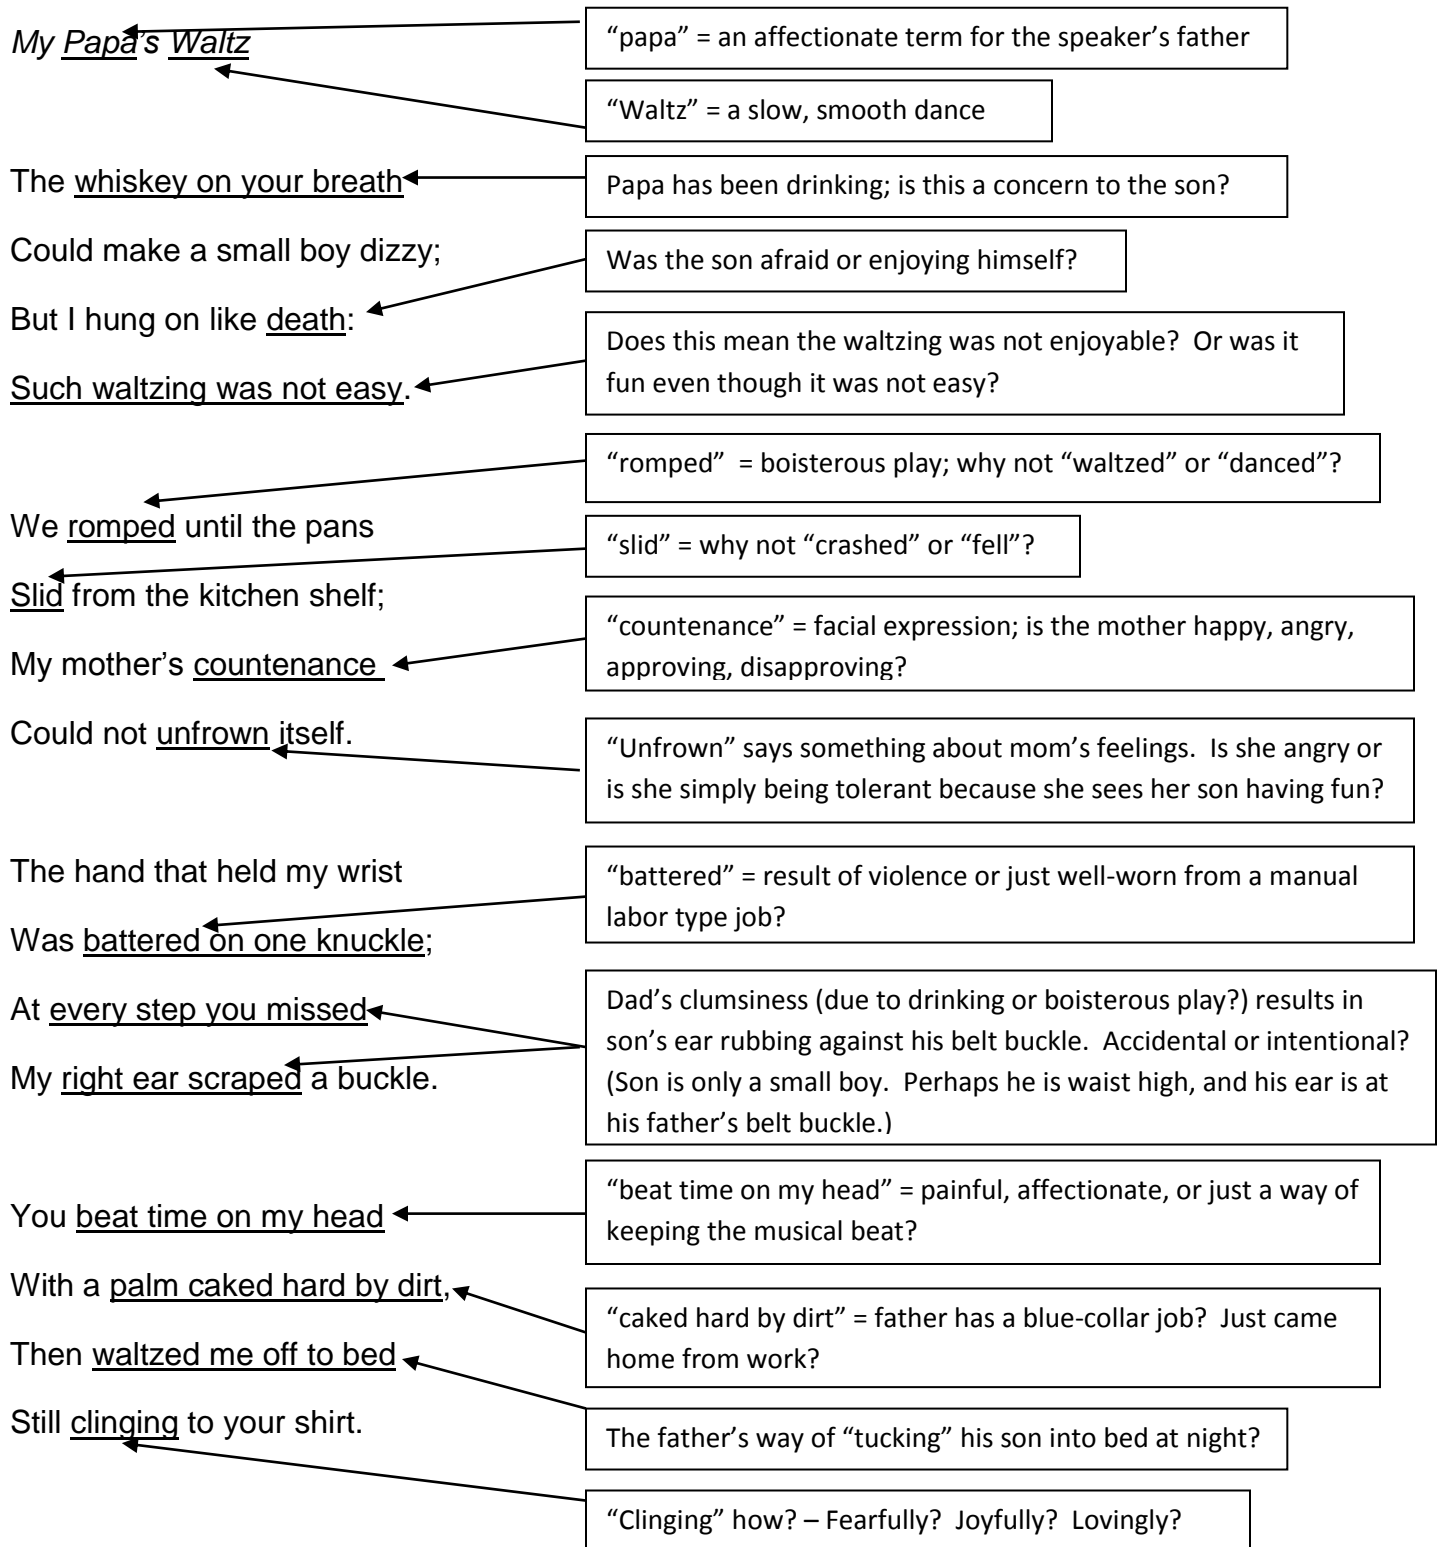 My Papa's Waltz
“papa” = an affectionate term for the speaker’s father
“Waltz” = a slow, smooth dance
The whiskey on your breath
Papa has been drinking; is this a concern to the son?
Could make a small boy dizzy;
Was the son afraid or enjoying himself?
But I hung on like death:
Does this mean the waltzing was not enjoyable?  Or was it
fun even though it was not easy?
Such waltzing was not easy.
“romped”  = boisterous play; why not “waltzed” or “danced”?
We romped until the pans
“slid” = why not “crashed” or “fell”?
Slid from the kitchen shelf;
“countenance” = facial expression; is the mother happy, angry,
approving, disapproving?
My mother’s countenance
Could not unfrown itself.
“Unfrown” says something about mom’s feelings.  Is she angry or
is she simply being tolerant because she sees her son having fun?
The hand that held my wrist
“battered” = result of violence or just well-worn from a manual
labor type job?
Was battered on one knuckle;
At every step you missed
Dad’s clumsiness (due to drinking or boisterous play?) results in
son’s ear rubbing against his belt buckle.  Accidental or intentional?
(Son is only a small boy.  Perhaps he is waist high, and his ear is at
his father’s belt buckle.)
My right ear scraped a buckle.
“beat time on my head” = painful, affectionate, or just a way of
keeping the musical beat?
You beat time on my head
With a palm caked hard by dirt,
“caked hard by dirt” = father has a blue-collar job?  Just came
home from work?
Then waltzed me off to bed
The father’s way of “tucking” his son into bed at night?
Still clinging to your shirt.
“Clinging” how? – Fearfully?  Joyfully?  Lovingly?